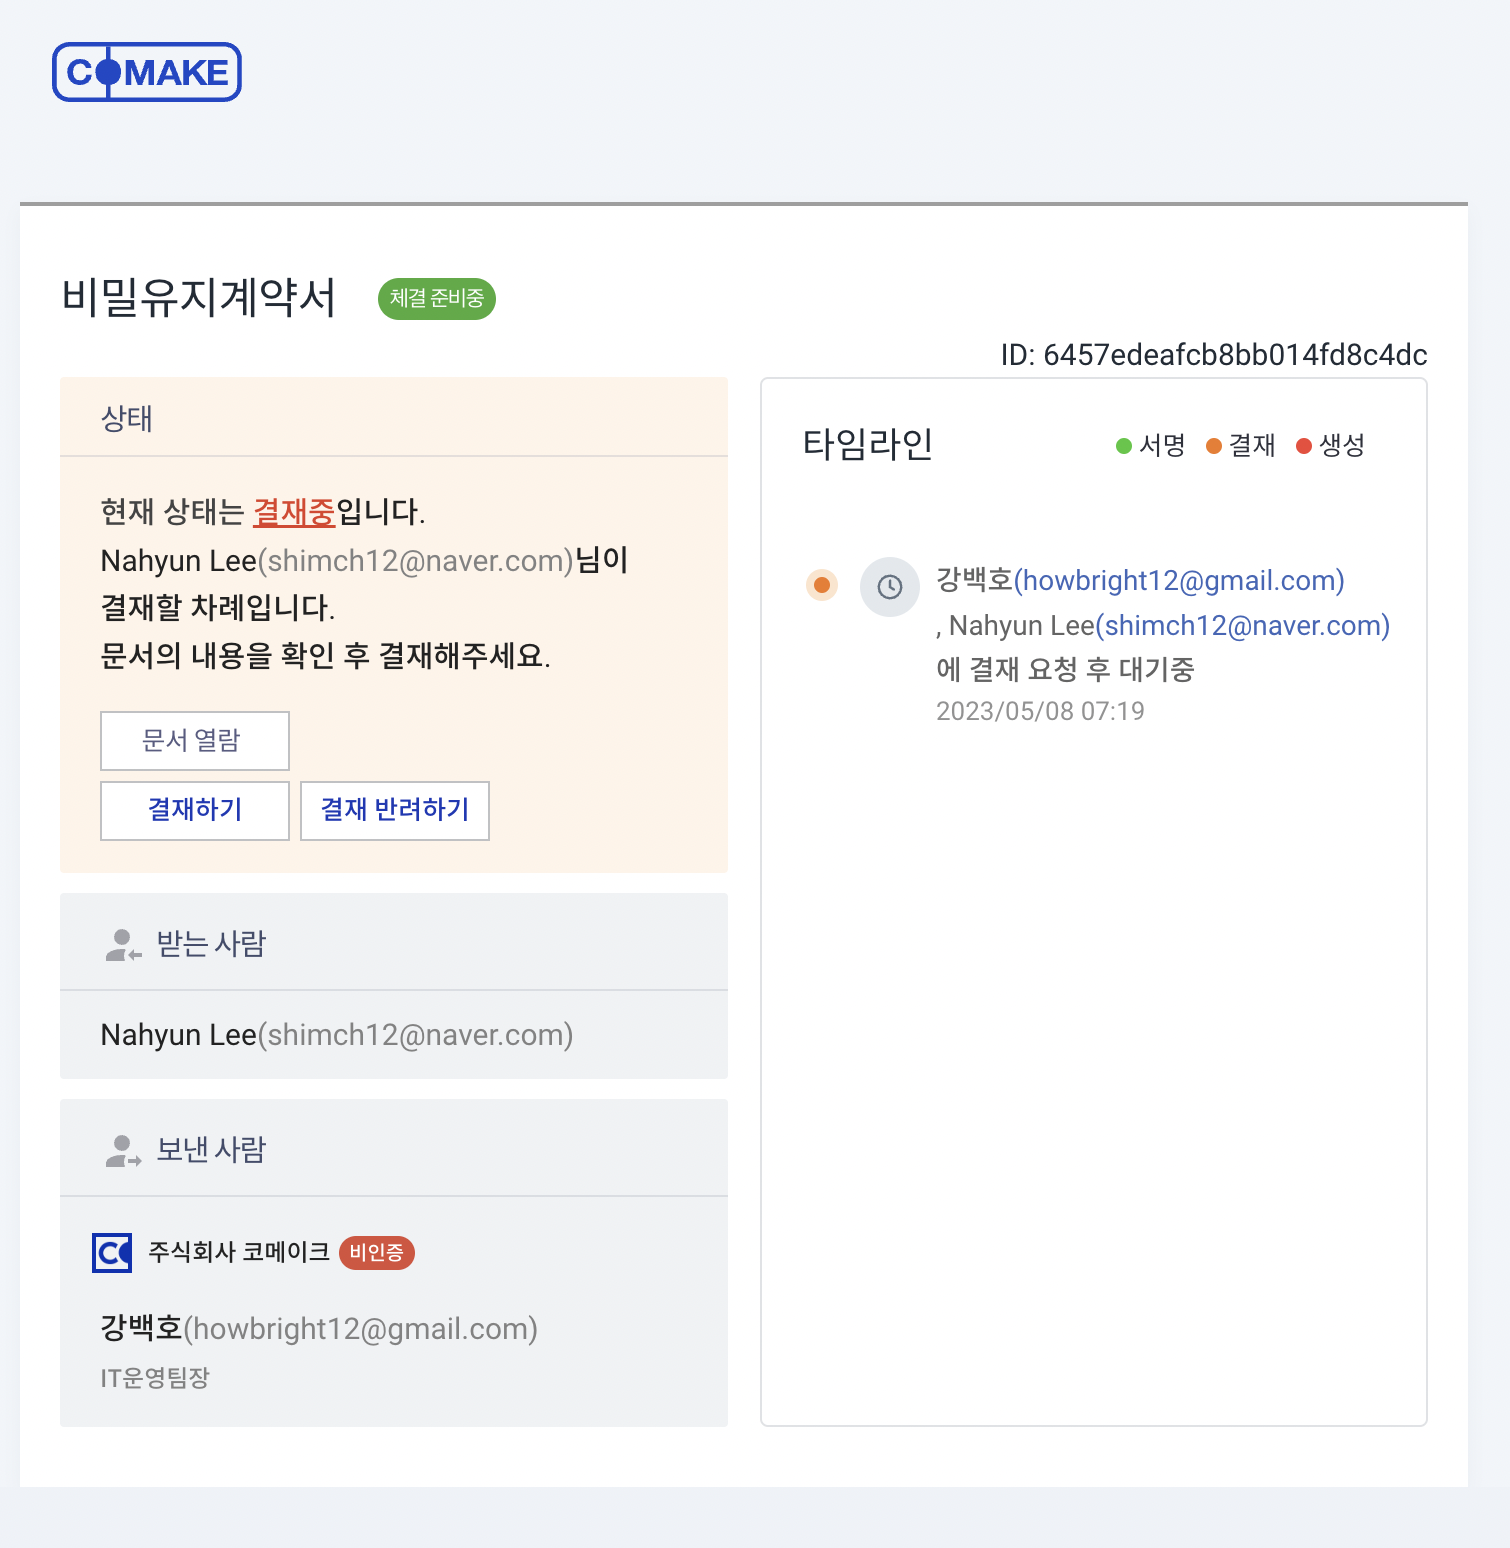 COMAKE
비밀유지계약서 체결 준비중
ID: 6457edeafcb8bb014fd8c4dc
상태
현재 상태는 결재중입니다.
Nahyun Lee(shimch12@naver.com)님이
결재할 차례입니다.
문서의 내용을 확인 후 결재해주세요.
문서 열람
결재하기 결재 반려하기
받는 사람
Nahyun Lee(shimch12@naver.com)
보낸 사람
CC 주식회사 코메이크 비인증
강백호(howbright12@gmail.com)
IT운영팀장
타임라인 서명 결재 생성
강백호(howbright12@gmail.com)
, Nahyun Lee(shimch12@naver.com)
에 결재 요청 후 대기중
2023/05/08 07:19